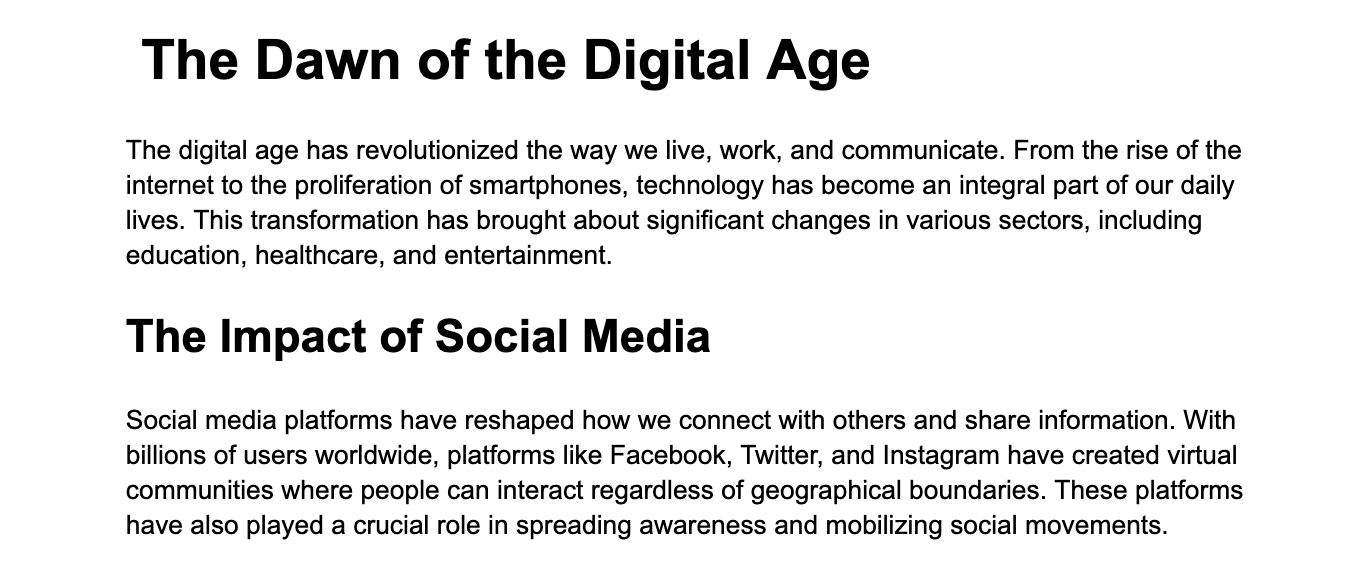 The Dawn of the Digital Age
The digital age has revolutionized the way we live, work, and communicate. From the rise of the
internet to the proliferation of smartphones, technology has become an integral part of our daily
lives. This transformation has brought about significant changes in various sectors, including
education, healthcare, and entertainment.
The Impact of Social Media
Social media platforms have reshaped how we connect with others and share information. With
billions of users worldwide, platforms like Facebook, Twitter, and Instagram have created virtual
communities where people can interact regardless of geographical boundaries. These platforms
have also played a crucial role in spreading awareness and mobilizing social movements.